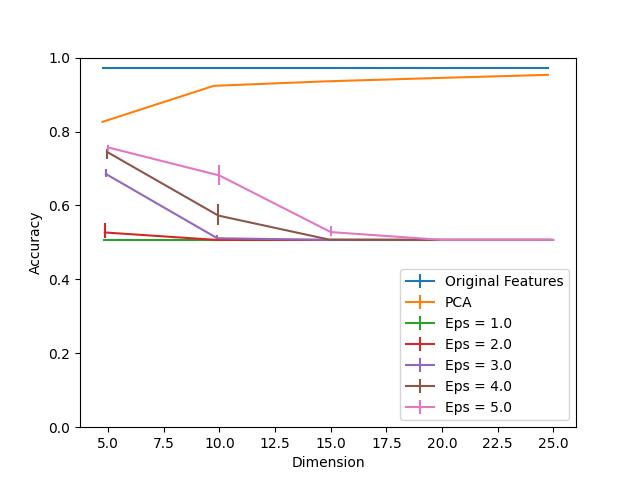 1.0
0.8
0.6
0.4
0.2
0.0
Accuracy
5.0 7.5 10.0 12.5 15.0 17.5 20.0 22.5 25.0
Dimension
Original Features
PCA
Eps = 1.0
Eps = 2.0
Eps = 3.0
Eps = 4.0
Eps = 5.0